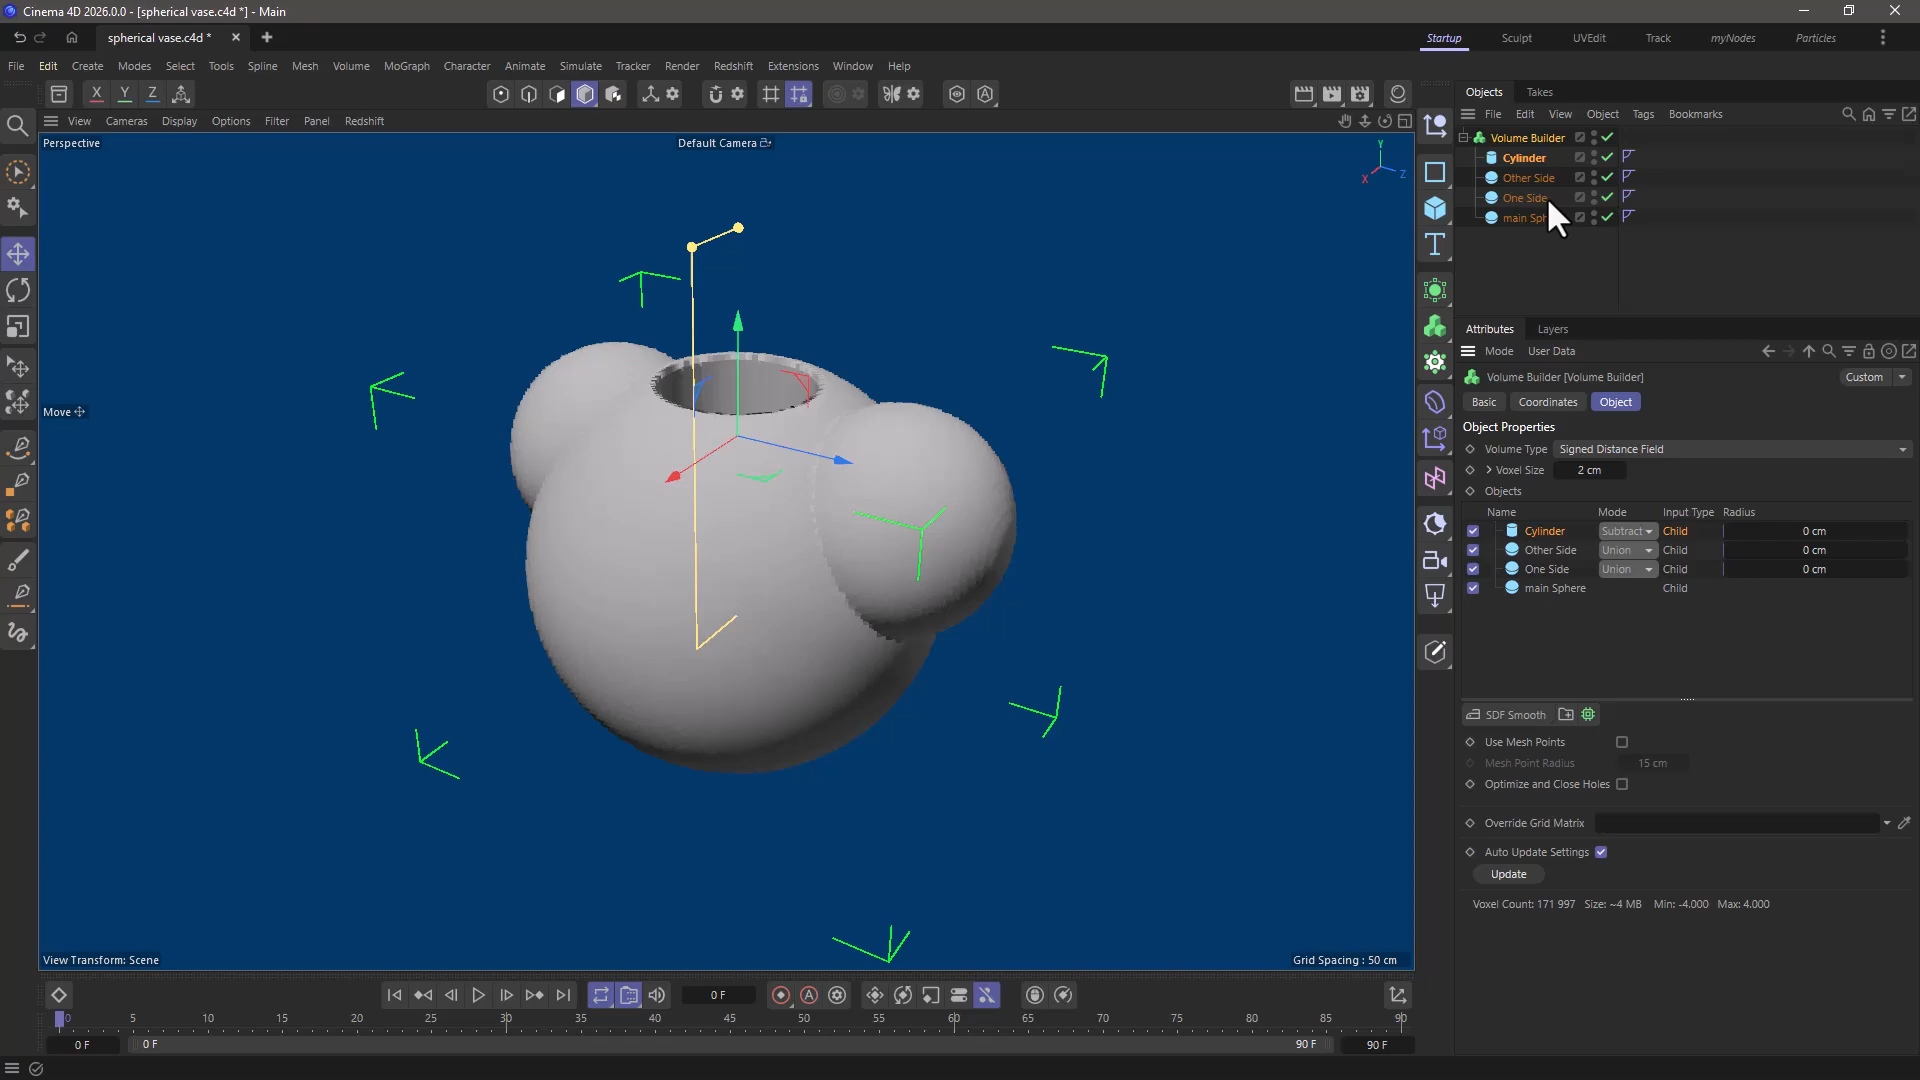 Cinema 4D 2026.0.0 - [spherical vase.c4d *] - Main
spherical vase.c4d *
Startup Sculpt UVEdit Track myNodes Particles
File Edit Create Modes Select Tools Spline Mesh Volume MoGraph Character Animate Simulate Tracker Render Redshift Extensions Window Help
X Y Z
Objects Takes
File Edit View Object Tags Bookmarks
View Cameras Display Options Filter Panel Redshift
Perspective
Default Camera
Y
X
Z
Volume Builder
Cylinder
Other Side
One Side
main Sph
Move
Attributes Layers
Mode User Data
Volume Builder [Volume Builder]
Custom
Basic Coordinates Object
Object Properties
Volume Type Signed Distance Field
Voxel Size 2 cm
Objects
Name Mode Input Type Radius
Cylinder Subtract Child 0 cm
Other Side Union Child 0 cm
One Side Union Child 0 cm
main Sphere Child
SDF Smooth
Use Mesh Points
Mesh Point Radius 15 cm
Optimize and Close Holes
Override Grid Matrix
Auto Update Settings
Update
Voxel Count: 171 997 Size: ~4 MB Min: -4.000 Max: 4.000
View Transform: Scene
Grid Spacing : 50 cm
0 F
0 5 10 15 20 25 30 35 40 45 50 55 60 65 70 75 80 85 90
0 F 0 F 90 F 90 F